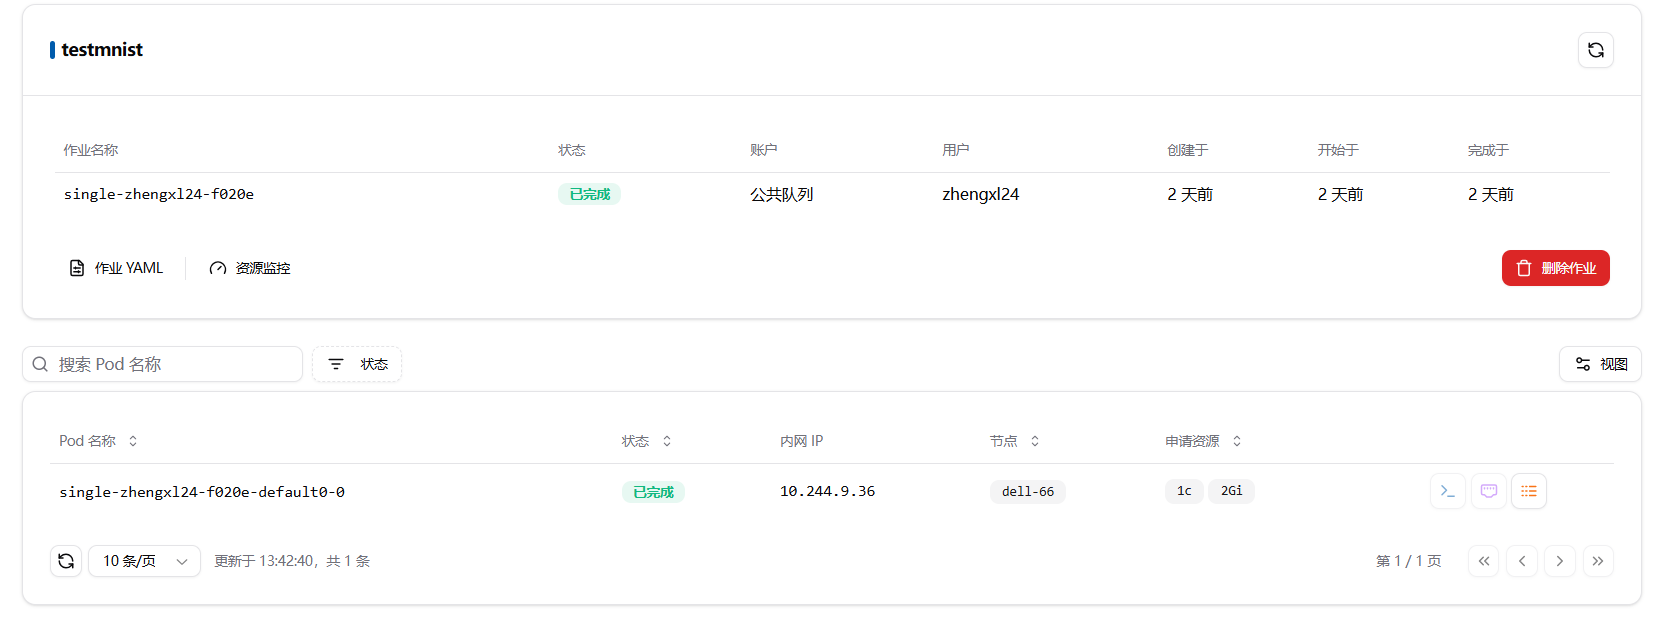 testmnist
作业名称 状态 账户 用户 创建于 开始于 完成于
single-zhengxl24-f020e 已完成 公共队列 zhengxl24 2 天前 2 天前 2 天前
作业 YAML 资源监控 删除作业
搜索 Pod 名称 状态 视图
Pod 名称 状态 内网 IP 节点 申请资源
single-zhengxl24-f020e-default0-0 已完成 10.244.9.36 dell-66 1c 2Gi
10 条/页 更新于 13:42:40，共 1 条 第 1 / 1 页